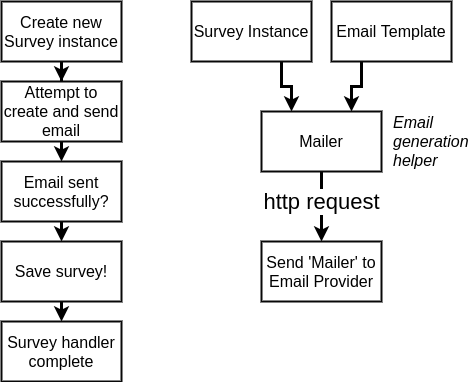 Create new
Survey instance
Attempt to
create and send
email
Email sent
successfully?
Save survey!
Survey handler
complete
Survey Instance
Email Template
Mailer
Email
generation
helper
http request
Send 'Mailer' to
Email Provider